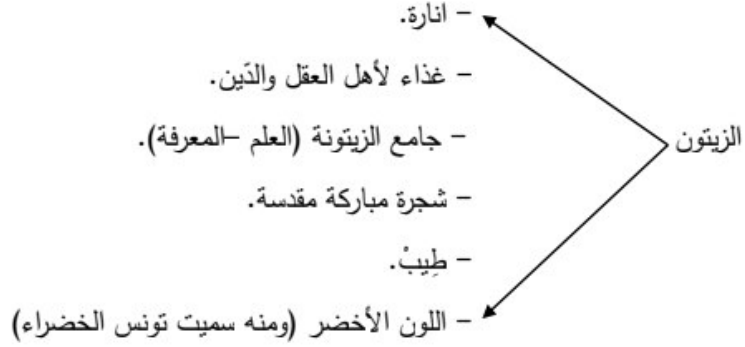 – انارة.
– غذاء لأهل العقل والدّين.
– جامع الزيتونة (العلم –المعرفة).
الزيتون
– شجرة مباركة مقدسة.
– طِيبْ.
– اللون الأخضر (ومنه سميت تونس الخضراء)